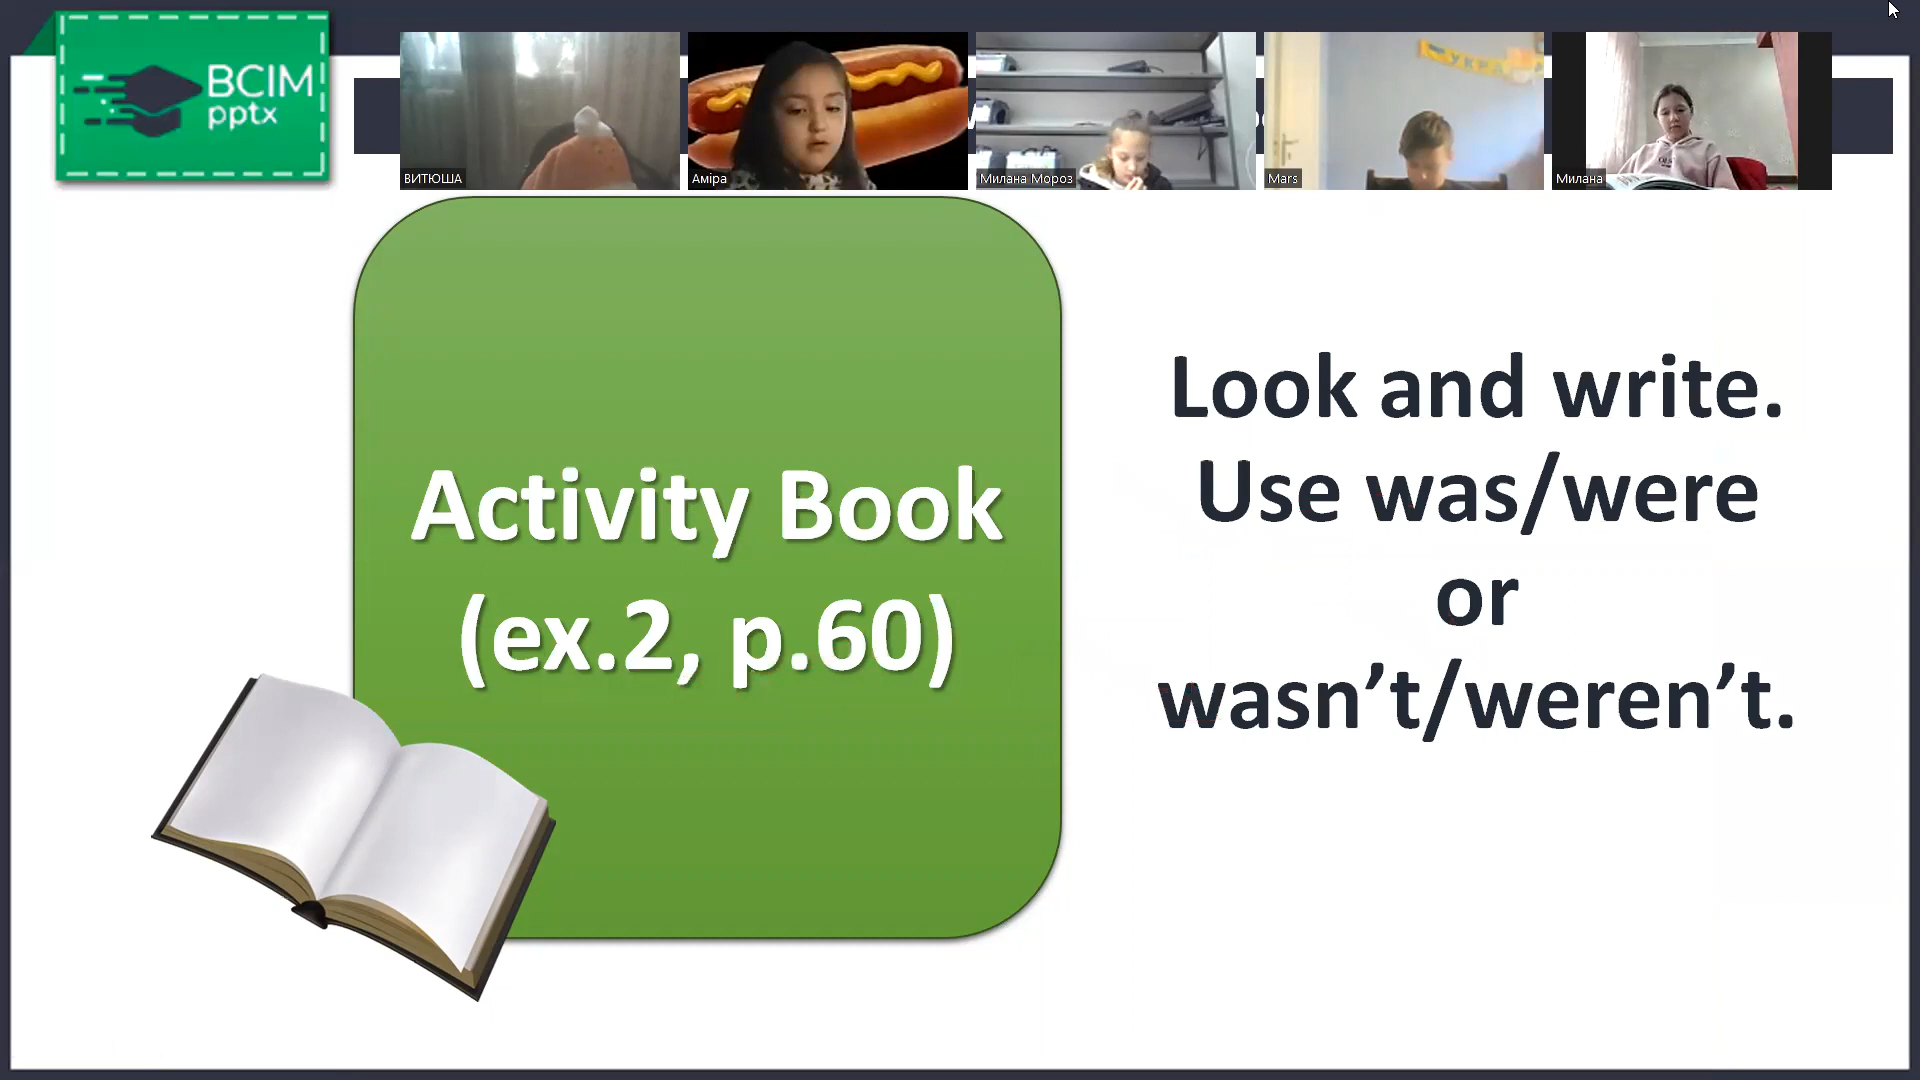 ВСІМ
pptx
ВИТЮША
Аміра
Милана Мороз
Mars
Милана
Activity Book
(ex.2, p.60)
Look and write.
Use was/were
or
wasn’t/weren’t.